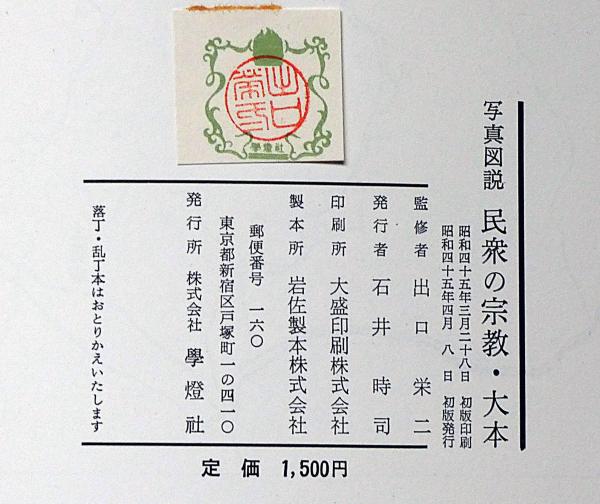 写真図説 民衆の宗教・大本
昭和四十五年三月二十八日 初版印刷
昭和四十五年四月 八 日 初版発行
監修者 出口 栄二
発行者 石井 時司
印刷所 大盛印刷株式会社
製本所 岩佐製本株式会社
郵便番号 一六〇
東京都新宿区戸塚町一の四一〇
発行所 株式会社 學燈社
落丁・乱丁本はおとりかえいたします
定 価 1,500円
學燈社